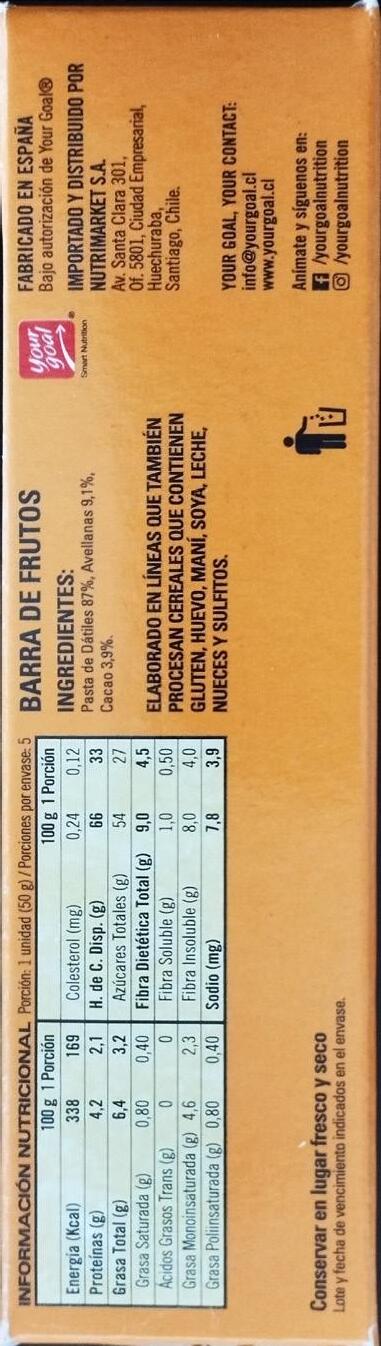 INFORMACIÓN NUTRICIONAL Porción: 1 unidad (50 g) / Porciones por envase: 5
100 g 1 Porción
Energía (Kcal) 338 169
Proteínas (g) 4,2 2,1
Grasa Total (g) 6,4 3,2
Grasa Saturada (g) 0,80 0,40
Ácidos Grasos Trans (g) 0 0
Grasa Monoinsaturada (g) 4,6 2,3
Grasa Poliinsaturada (g) 0,80 0,40
100 g 1 Porción
Colesterol (mg) 0,24 0,12
H. de C. Disp. (g) 66 33
Azúcares Totales (g) 54 27
Fibra Dietética Total (g) 9,0 4,5
Fibra Soluble (g) 1,0 0,50
Fibra Insoluble (g) 8,0 4,0
Sodio (mg) 7,8 3,9
Conservar en lugar fresco y seco
Lote y fecha de vencimiento indicados en el envase.
BARRA DE FRUTOS
INGREDIENTES:
Pasta de Dátiles 87%, Avellanas 9,1%,
Cacao 3,9%.
ELABORADO EN LÍNEAS QUE TAMBIÉN
PROCESAN CEREALES QUE CONTIENEN
GLUTEN, HUEVO, MANÍ, SOYA, LECHE,
NUECES Y SULFITOS.
your
goal
®
Smart Nutrition
FABRICADO EN ESPAÑA
Bajo autorización de Your Goal®
IMPORTADO Y DISTRIBUIDO POR
NUTRIMARKET S.A.
Av. Santa Clara 301,
Of. 5801, Ciudad Empresarial,
Huechuraba,
Santiago, Chile.
YOUR GOAL, YOUR CONTACT:
info@yourgoal.cl
www.yourgoal.cl
Anímate y síguenos en:
/yourgoalnutrition
/yourgoalnutrition